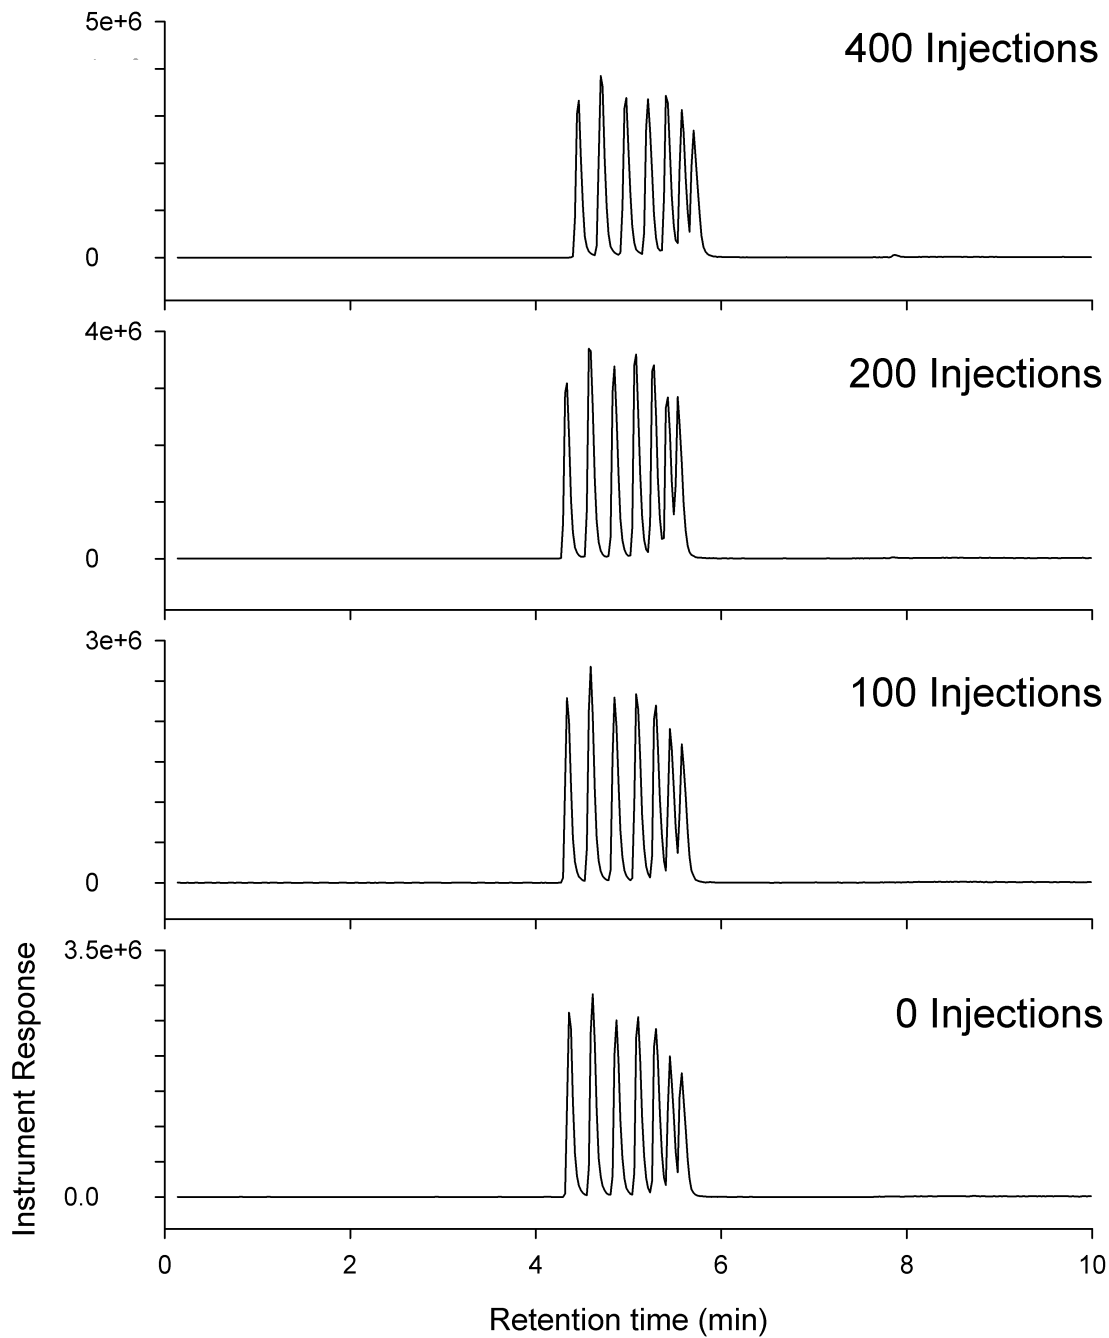 5e+6
400 Injections
0
4e+6
200 Injections
0
3e+6
100 Injections
0
3.5e+6
0 Injections
0.0
Instrument Response
0 2 4 6 8 10
Retention time (min)